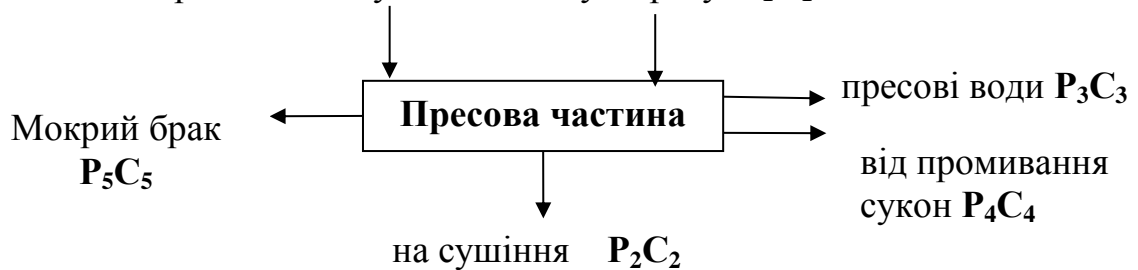 Пресова частина
пресові води P₃C₃
Мокрий брак
P₅C₅
від промивання
сукон P₄C₄
на сушіння P₂C₂